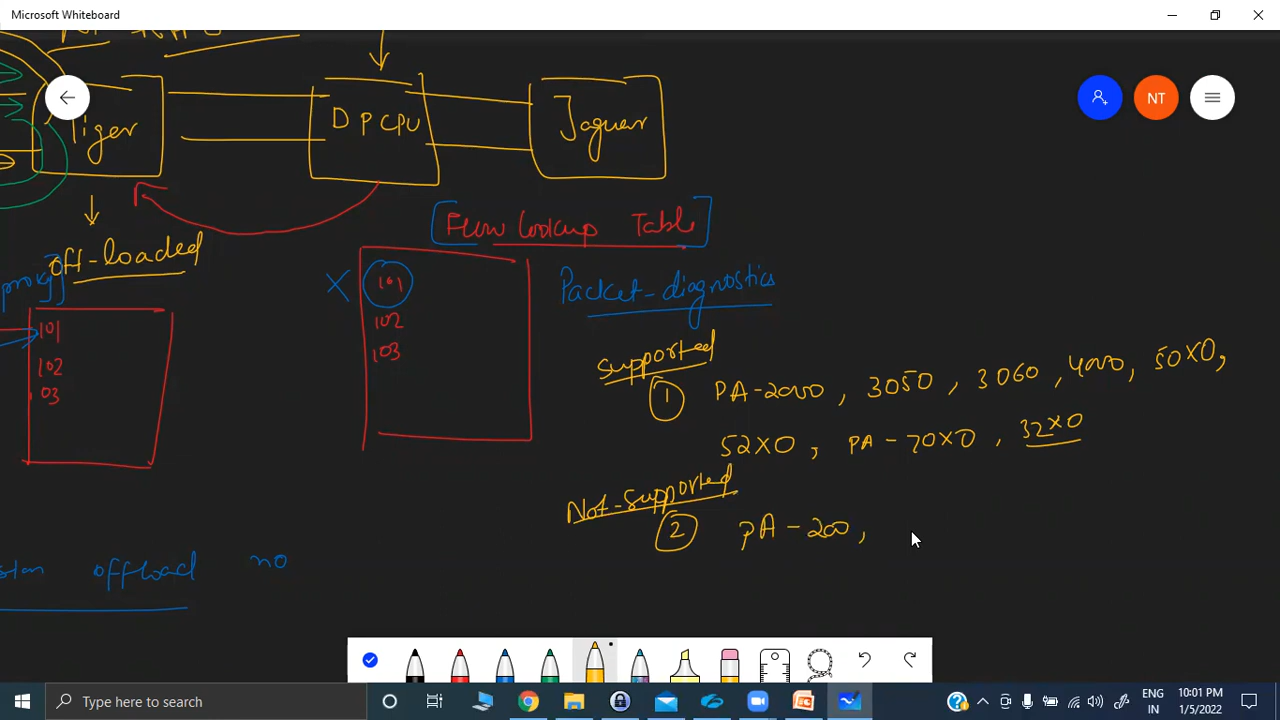 Microsoft Whiteboard
Tiger
DPCPU
Jaguar
NT
Flow lookup Table
off-loaded
proxy]
101
102
103
X 101
102
103
Packet-diagnostics
Supported
1 PA-2000, 3050, 3060, 4000, 50X0,
52X0, PA-70X0, 32X0
Not-Supported
2 PA-200,
offload no
Type here to search
ENG
IN
10:01 PM
1/5/2022